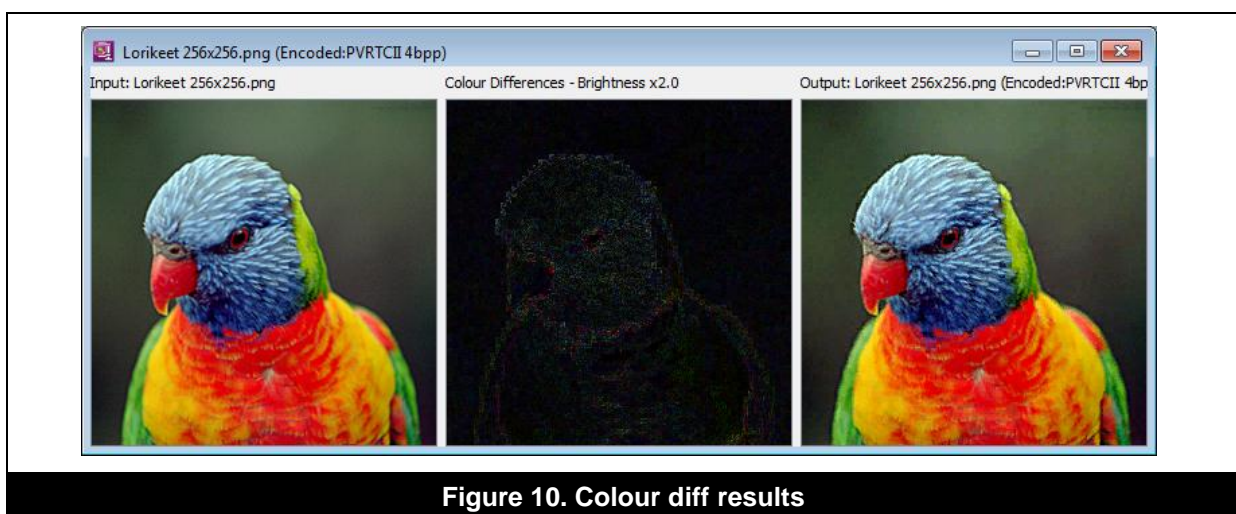 Lorikeet 256x256.png (Encoded:PVRTCII 4bpp)
Input: Lorikeet 256x256.png
Colour Differences - Brightness x2.0
Output: Lorikeet 256x256.png (Encoded:PVRTCII 4bp
Figure 10. Colour diff results